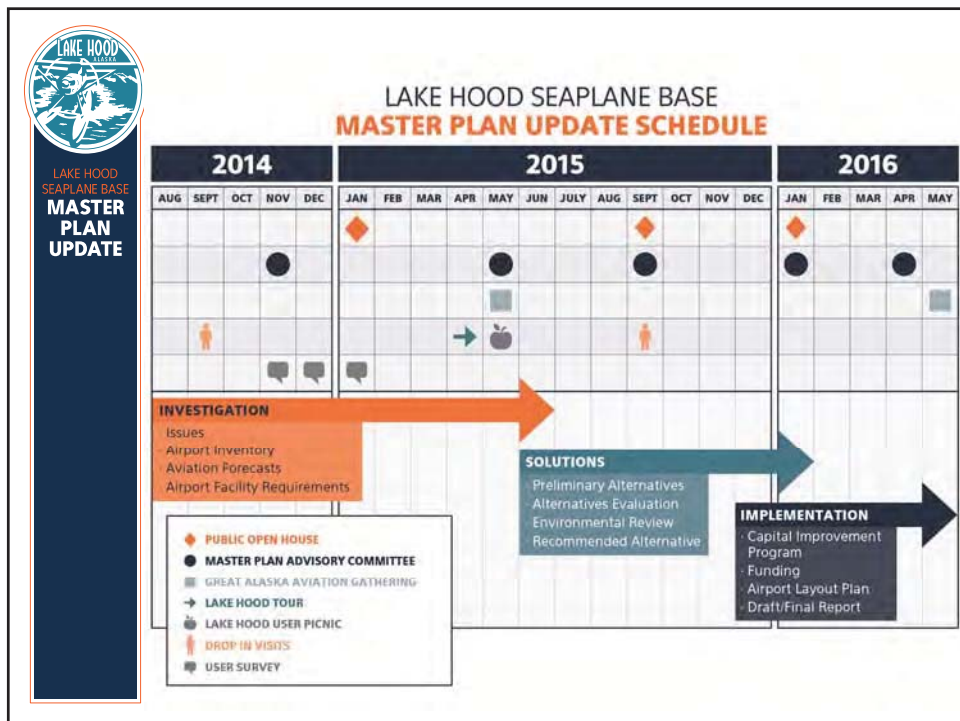 LAKE HOOD
ALASKA
LAKE HOOD
SEAPLANE BASE
MASTER
PLAN
UPDATE
LAKE HOOD SEAPLANE BASE
MASTER PLAN UPDATE SCHEDULE
2014 2015 2016
AUG SEPT OCT NOV DEC JAN FEB MAR APR MAY JUN JULY AUG SEPT OCT NOV DEC JAN FEB MAR APR MAY
INVESTIGATION
· Issues
· Airport Inventory
· Aviation Forecasts
· Airport Facility Requirements
SOLUTIONS
· Preliminary Alternatives
· Alternatives Evaluation
· Environmental Review
· Recommended Alternative
IMPLEMENTATION
· Capital Improvement
Program
· Funding
· Airport Layout Plan
· Draft/Final Report
PUBLIC OPEN HOUSE
MASTER PLAN ADVISORY COMMITTEE
GREAT ALASKA AVIATION GATHERING
LAKE HOOD TOUR
LAKE HOOD USER PICNIC
DROP IN VISITS
USER SURVEY